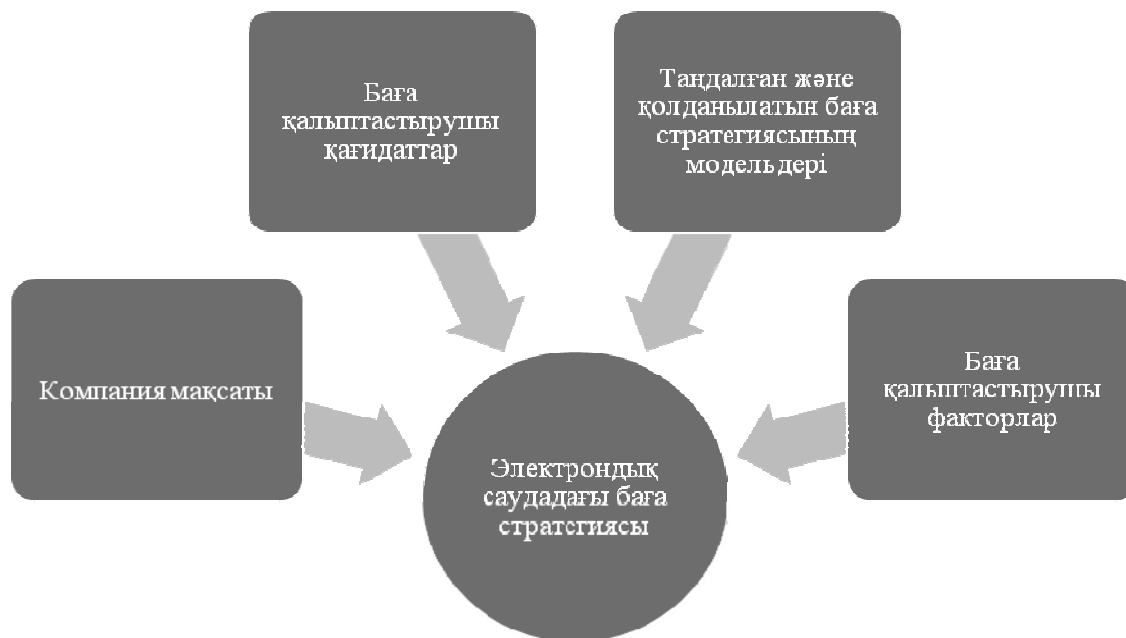 Баға
қалыптастырушы
қағидаттар
Таңдалған және
қолданылатын баға
стратегиясының
модельдері
Компания мақсаты
Баға
қалыптастырушы
факторлар
Электрондық
саудадағы баға
стратегиясы